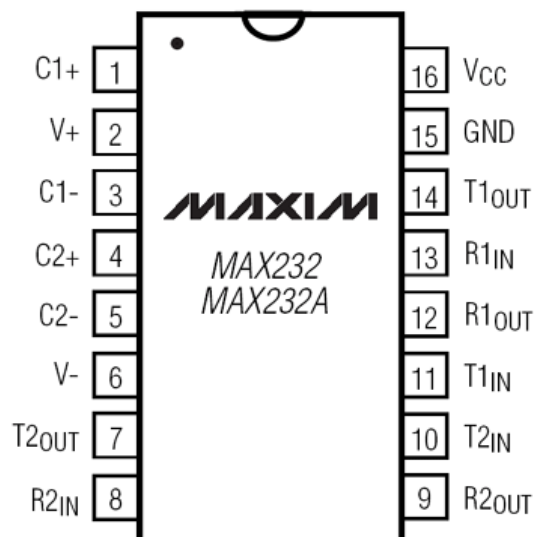 C1+ 1 16 VCC
V+ 2 15 GND
C1- 3 14 T1OUT
MAXIM
C2+ 4 13 R1IN
MAX232
MAX232A
C2- 5 12 R1OUT
V- 6 11 T1IN
T2OUT 7 10 T2IN
R2IN 8 9 R2OUT